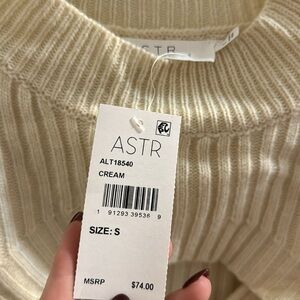 ASTR
ASTR
ALT18540
CREAM
1 91293 39536 9
SIZE: S
MSRP $74.00